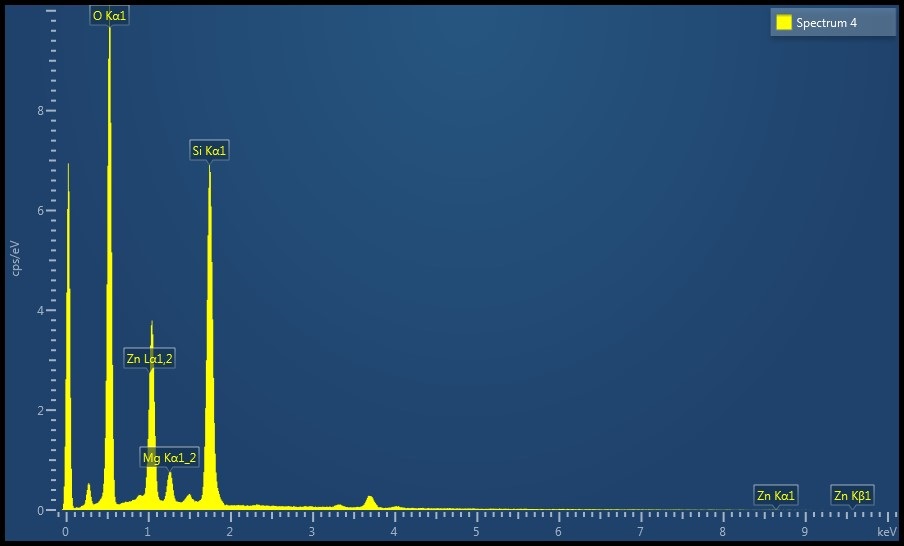 O Kα1
Spectrum 4
8
Si Kα1
6
cps/eV
4
Zn Lα1,2
2
Mg Kα1_2
Zn Kα1
Zn Kβ1
0
0 1 2 3 4 5 6 7 8 9 keV